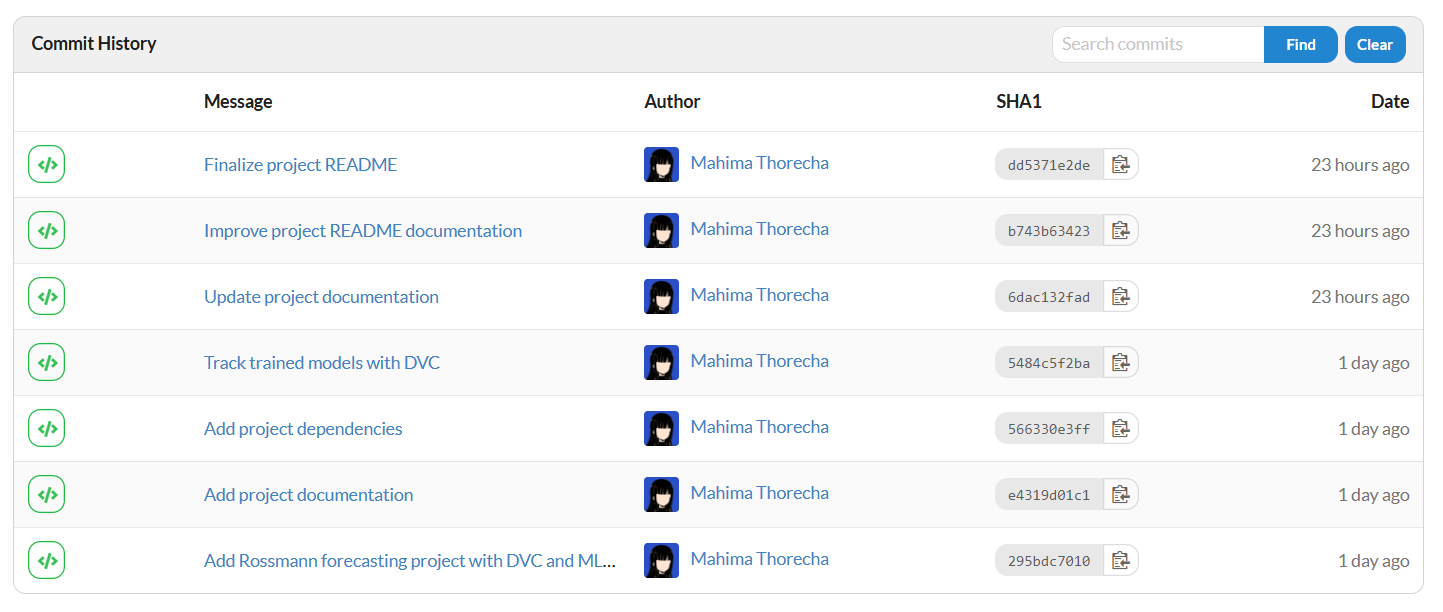 Commit History Search commits Find Clear
Message Author SHA1 Date
Finalize project README Mahima Thorecha dd5371e2de 23 hours ago
Improve project README documentation Mahima Thorecha b743b63423 23 hours ago
Update project documentation Mahima Thorecha 6dac132fad 23 hours ago
Track trained models with DVC Mahima Thorecha 5484c5f2ba 1 day ago
Add project dependencies Mahima Thorecha 566330e3ff 1 day ago
Add project documentation Mahima Thorecha e4319d01c1 1 day ago
Add Rossmann forecasting project with DVC and ML... Mahima Thorecha 295bdc7010 1 day ago